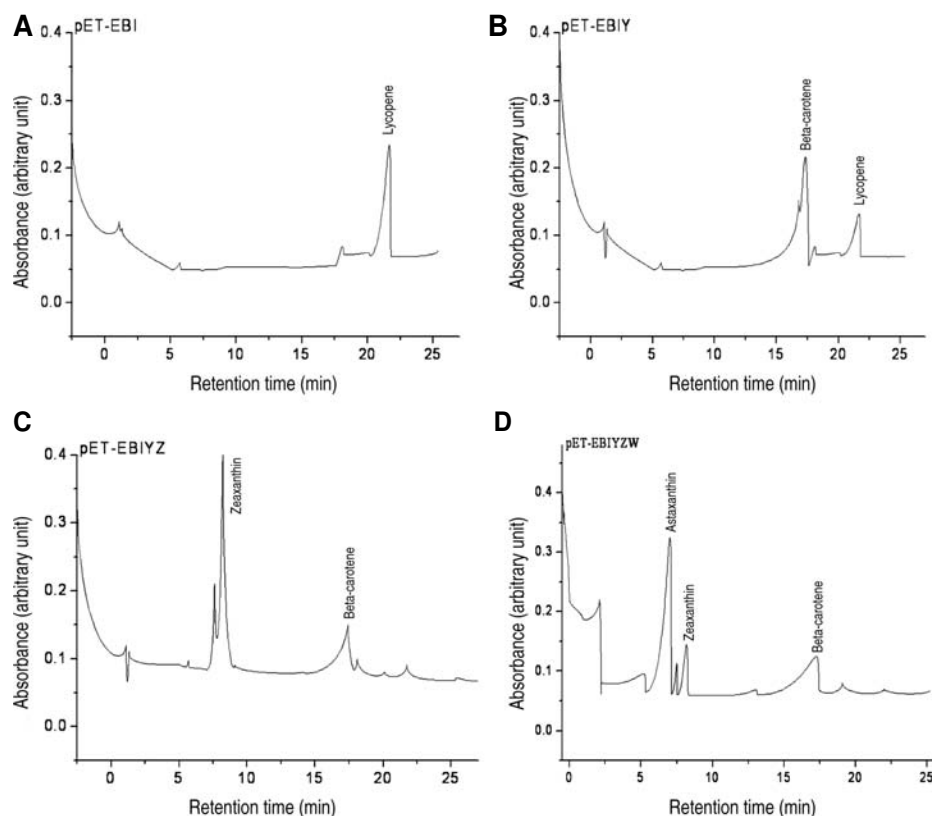 A
pET-EBI
0.4
0.3
0.2
0.1
0.0
Absorbance (arbitrary unit)
Lycopene
0 5 10 15 20 25
Retention time (min)
B
pET-EBIY
0.4
0.3
0.2
0.1
0.0
Absorbance (arbitrary unit)
Beta-carotene
Lycopene
0 5 10 15 20 25
Retention time (min)
C
pET-EBIYZ
0.4
0.3
0.2
0.1
0.0
Absorbance (arbitrary unit)
Zeaxanthin
Beta-carotene
0 5 10 15 20 25
Retention time (min)
D
pET-EBIYZW
0.4
0.3
0.2
0.1
0.0
Absorbance (arbitrary unit)
Astaxanthin
Zeaxanthin
Beta-carotene
0 5 10 15 20 25
Retention time (min)